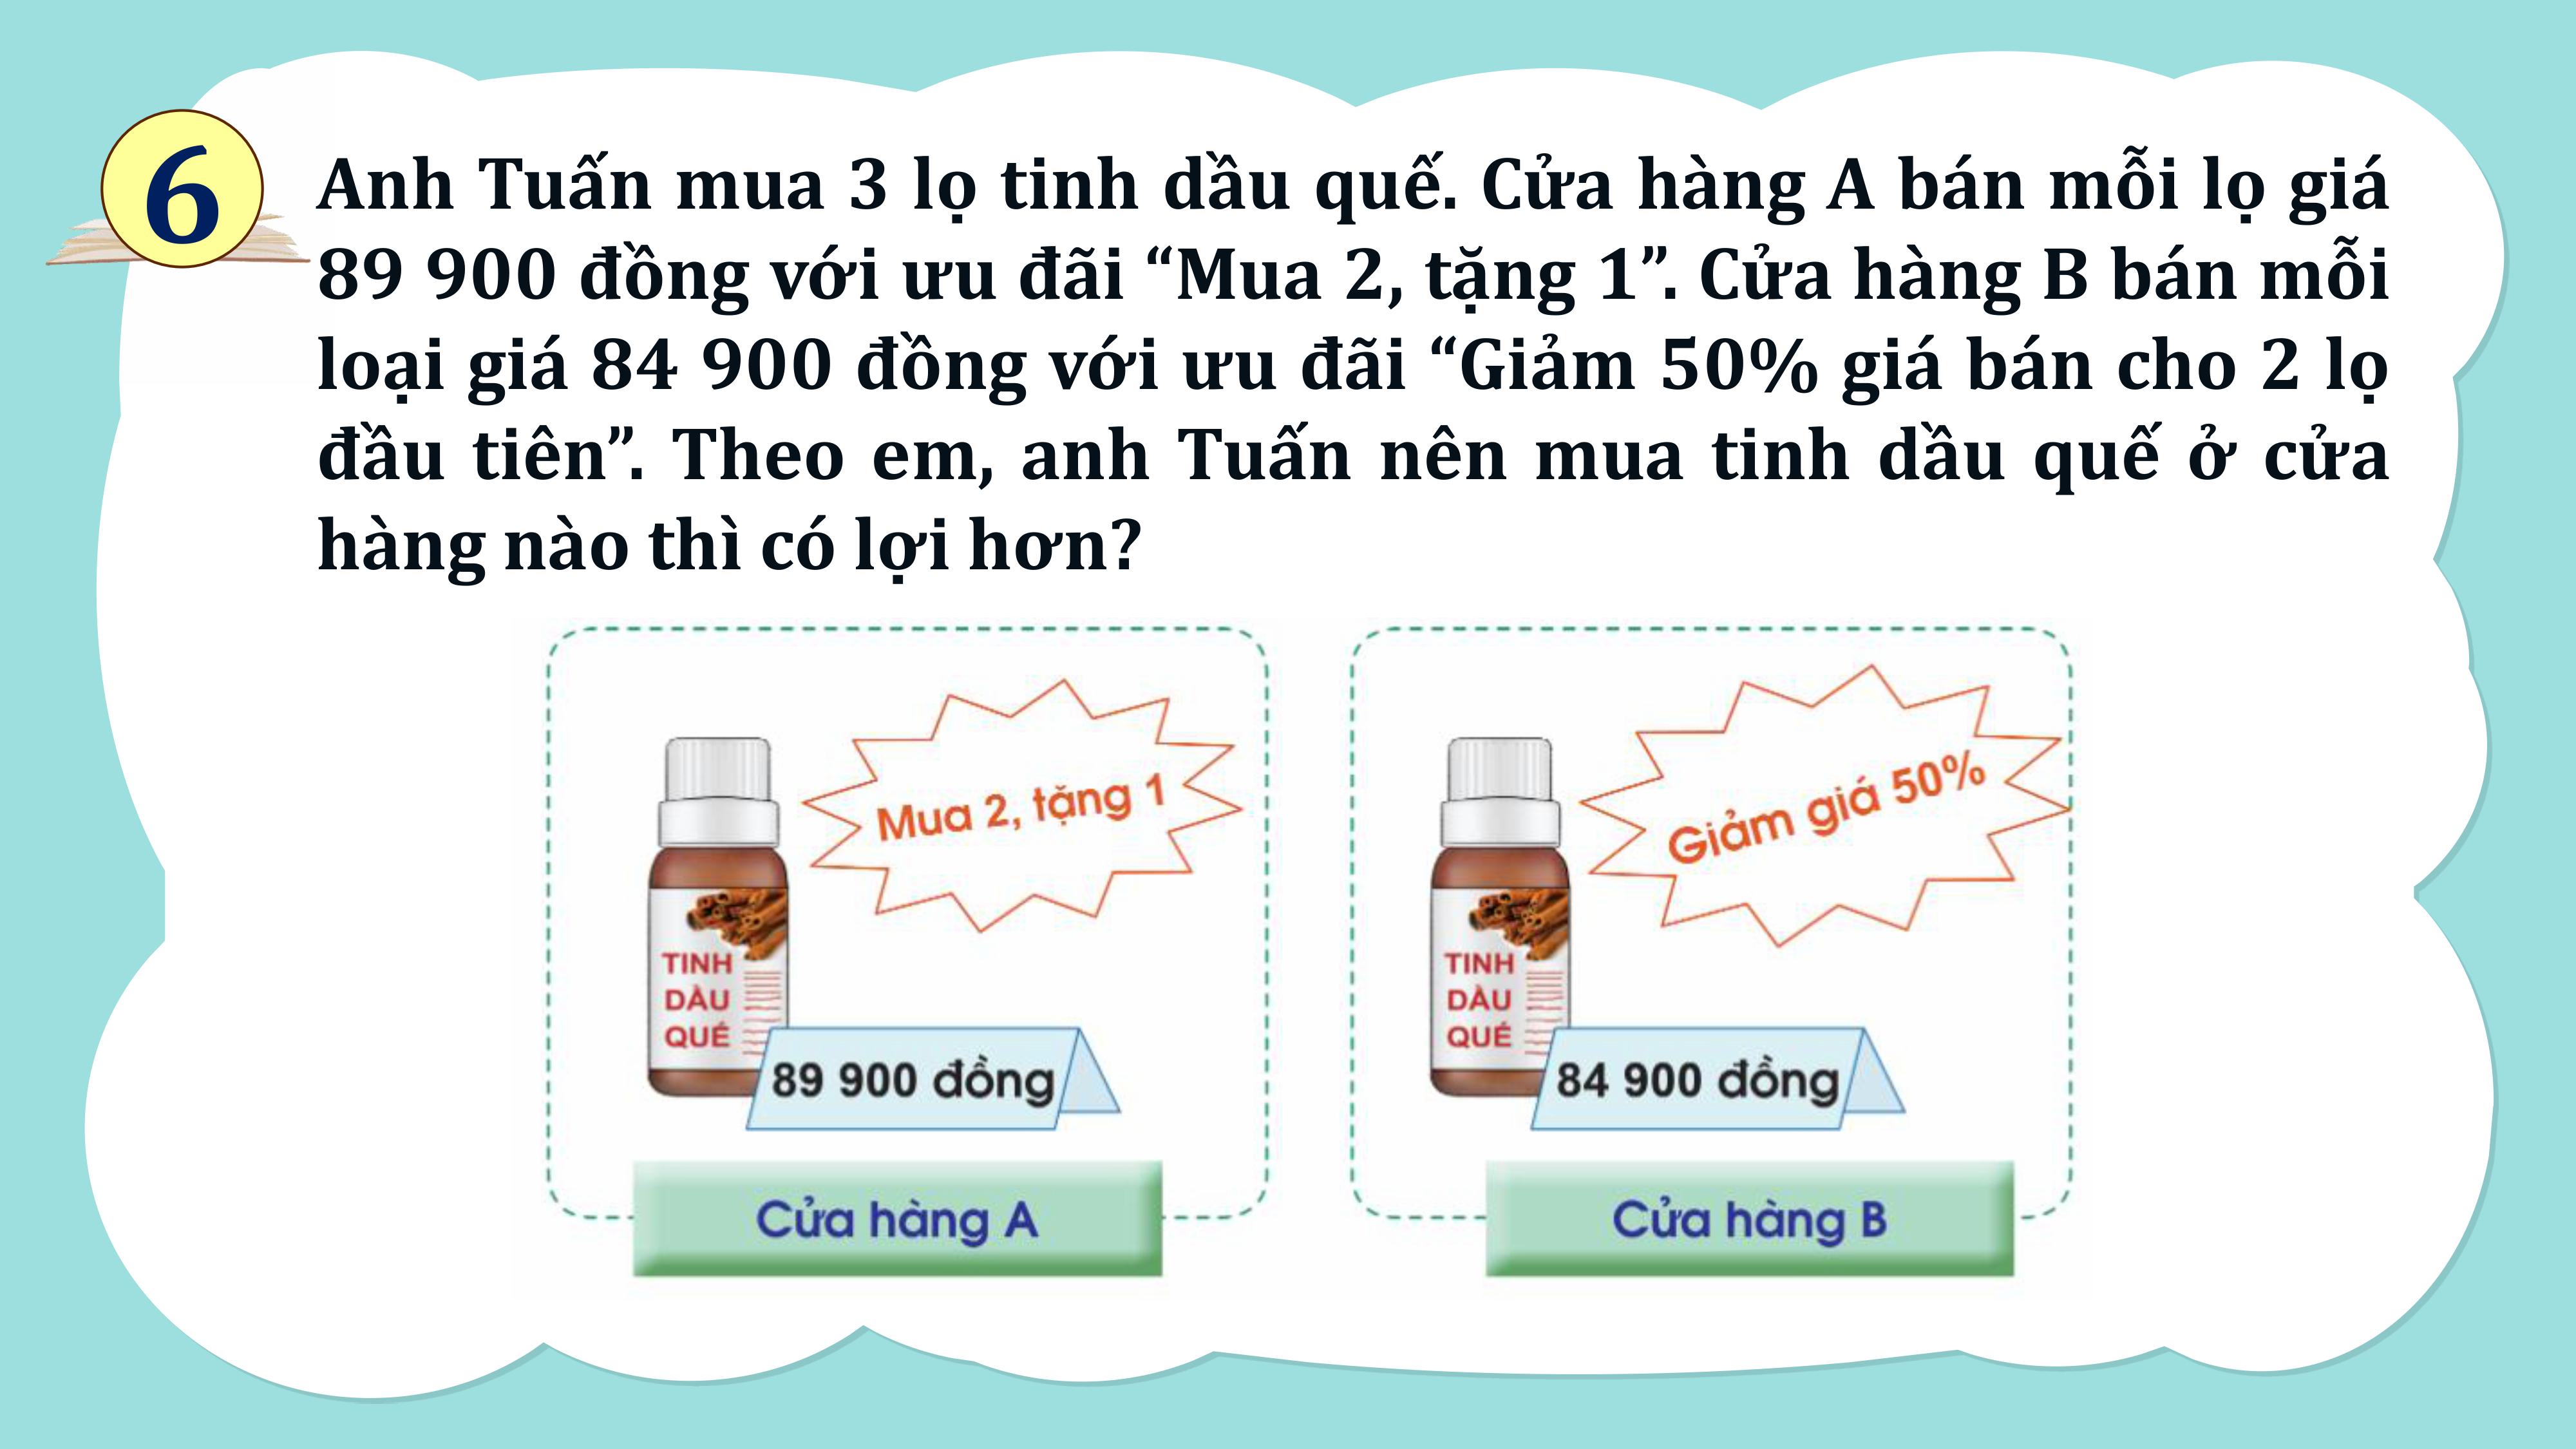 6
Anh Tuấn mua 3 lọ tinh dầu quế. Cửa hàng A bán mỗi lọ giá
89 900 đồng với ưu đãi “Mua 2, tặng 1”. Cửa hàng B bán mỗi
loại giá 84 900 đồng với ưu đãi “Giảm 50% giá bán cho 2 lọ
đầu tiên”. Theo em, anh Tuấn nên mua tinh dầu quế ở cửa
hàng nào thì có lợi hơn?
Mua 2, tặng 1
TINH
DẦU
QUẾ
89 900 đồng
Cửa hàng A
Giảm giá 50%
TINH
DẦU
QUẾ
84 900 đồng
Cửa hàng B